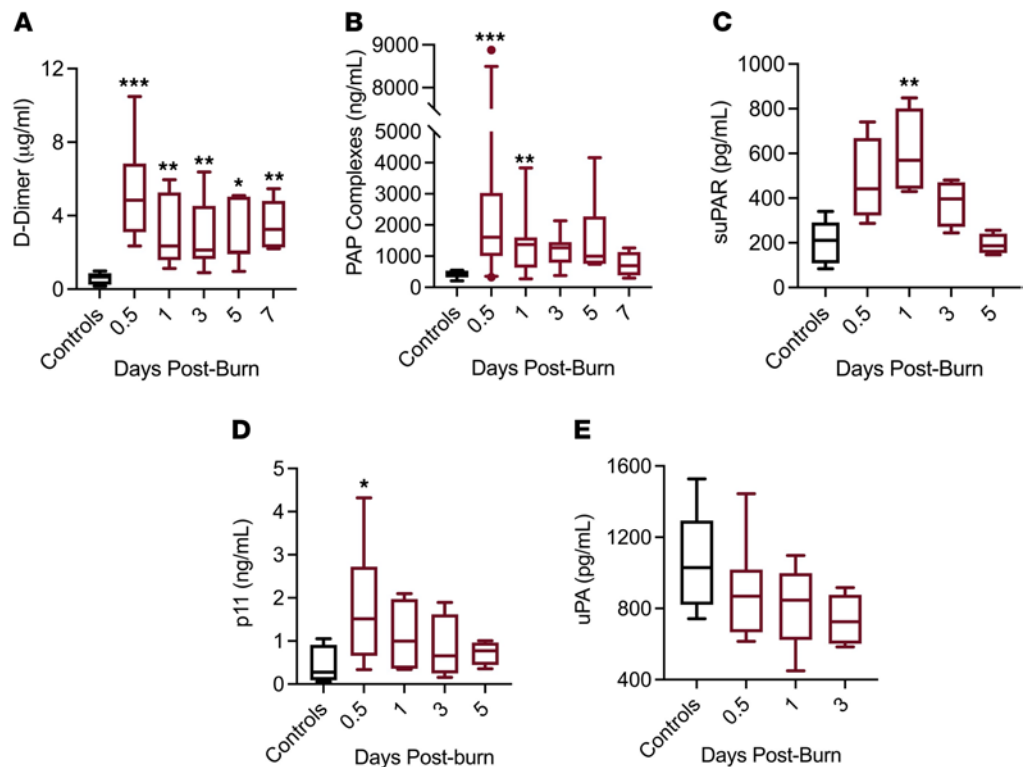 A
D-Dimer (μg/ml)
12
8
4
0
***
**
**
*
**
Controls
0.5
1
3
5
7
Days Post-Burn
B
PAP Complexes (ng/mL)
9000
8000
5000
4000
3000
2000
1000
0
***
**
Controls
0.5
1
3
5
7
Days Post-Burn
C
suPAR (pg/mL)
1000
800
600
400
200
0
**
Controls
0.5
1
3
5
Days Post-Burn
D
p11 (ng/mL)
5
4
3
2
1
0
*
Controls
0.5
1
3
5
Days Post-burn
E
uPA (pg/mL)
1600
1200
800
400
Controls
0.5
1
3
Days Post-Burn